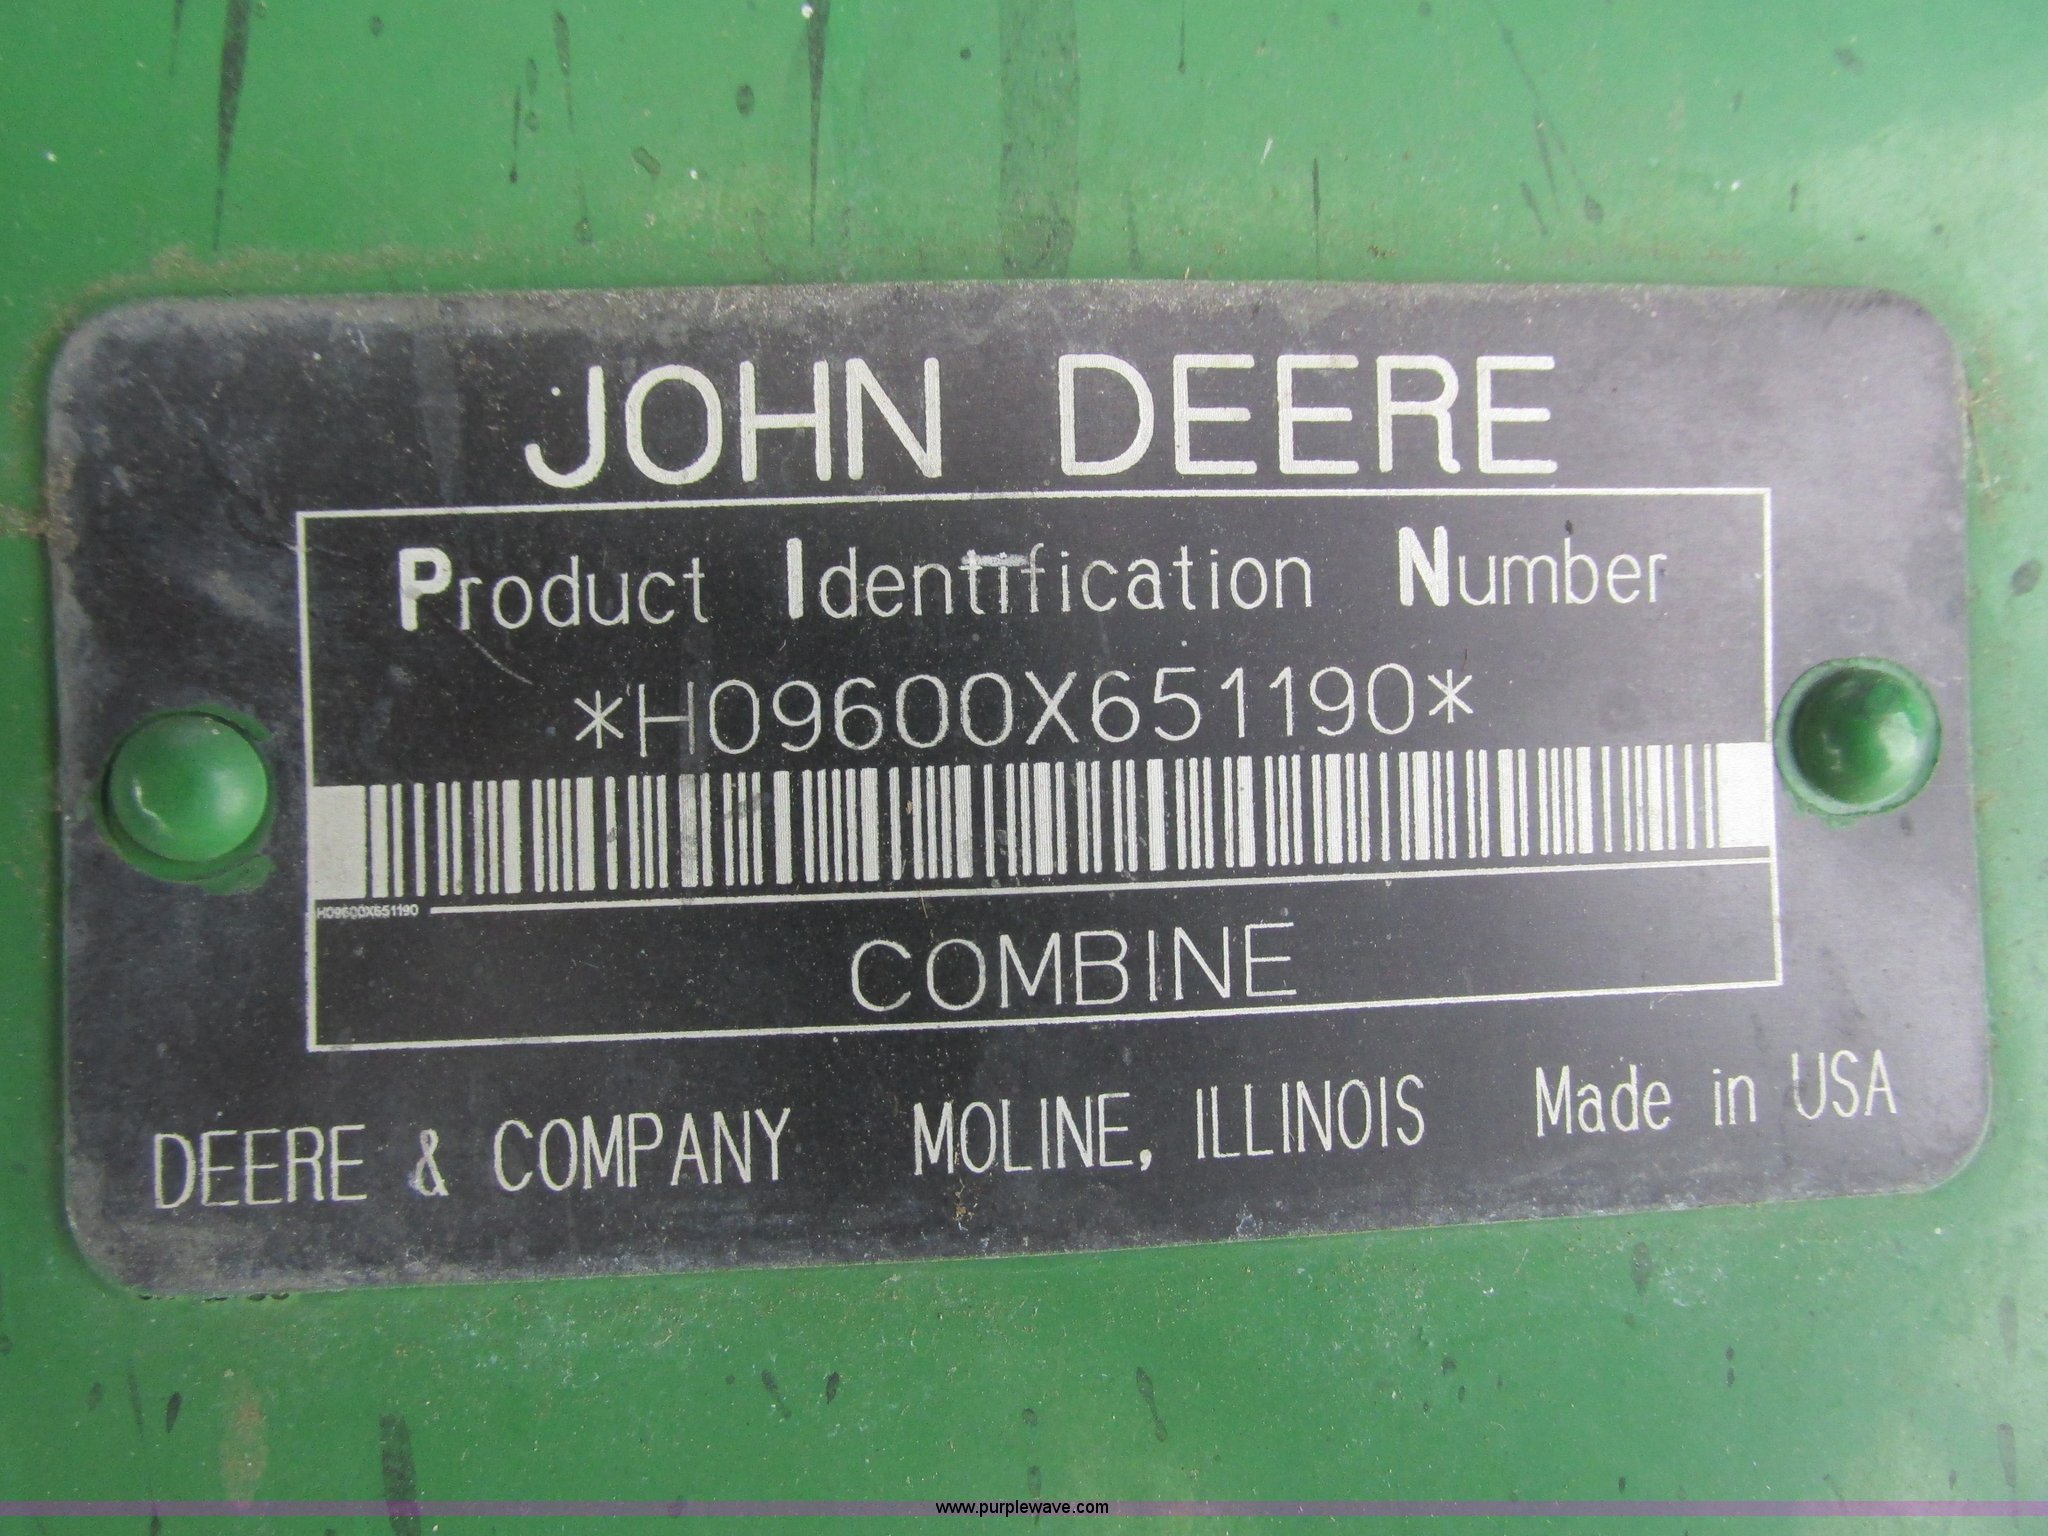 JOHN DEERE
Product Identification Number
*H09600X651190*
H09600X651190
COMBINE
DEERE & COMPANY MOLINE, ILLINOIS Made in USA
www.purplewave.com